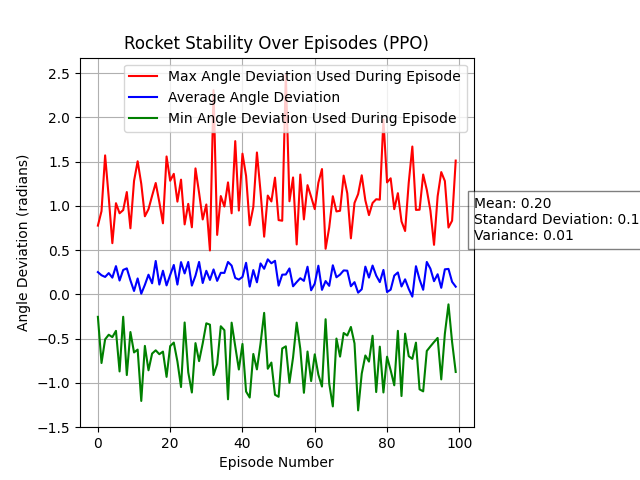 Rocket Stability Over Episodes (PPO)
Max Angle Deviation Used During Episode
Average Angle Deviation
Min Angle Deviation Used During Episode
Angle Deviation (radians)
2.5
2.0
1.5
1.0
0.5
0.0
−0.5
−1.0
−1.5
0 20 40 60 80 100
Episode Number
Mean: 0.20
Standard Deviation: 0.1
Variance: 0.01